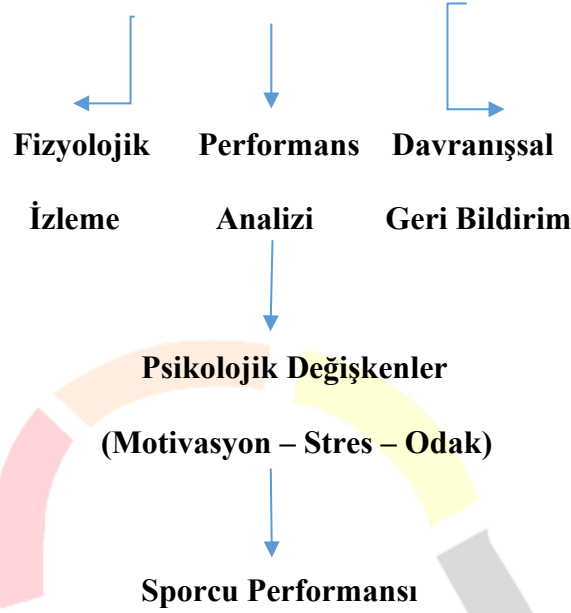 Fizyolojik Performans Davranışsal
İzleme Analizi Geri Bildirim
Psikolojik Değişkenler
(Motivasyon – Stres – Odak)
Sporcu Performansı